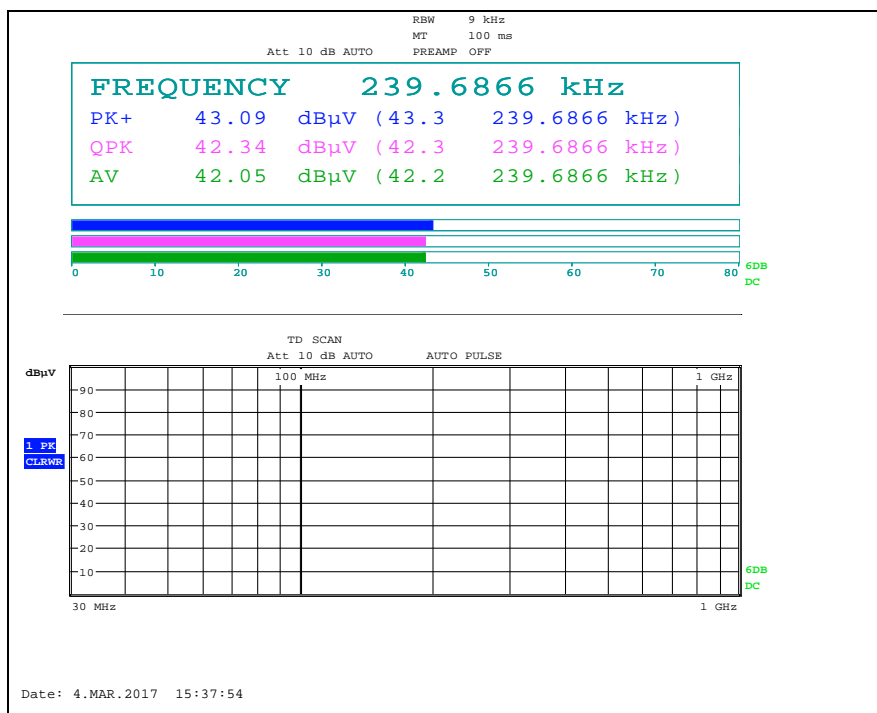 RBW 9 kHz
MT 100 ms
Att 10 dB AUTO PREAMP OFF
FREQUENCY 239.6866 kHz
PK+ 43.09 dBµV (43.3 239.6866 kHz)
QPK 42.34 dBµV (42.3 239.6866 kHz)
AV 42.05 dBµV (42.2 239.6866 kHz)
0 10 20 30 40 50 60 70 80
6DB
DC
TD SCAN
Att 10 dB AUTO AUTO PULSE
dBµV
100 MHz 1 GHz
90
80
70
1 PK
CLRWR
60
50
40
30
20
10
6DB
DC
30 MHz 1 GHz
Date: 4.MAR.2017 15:37:54